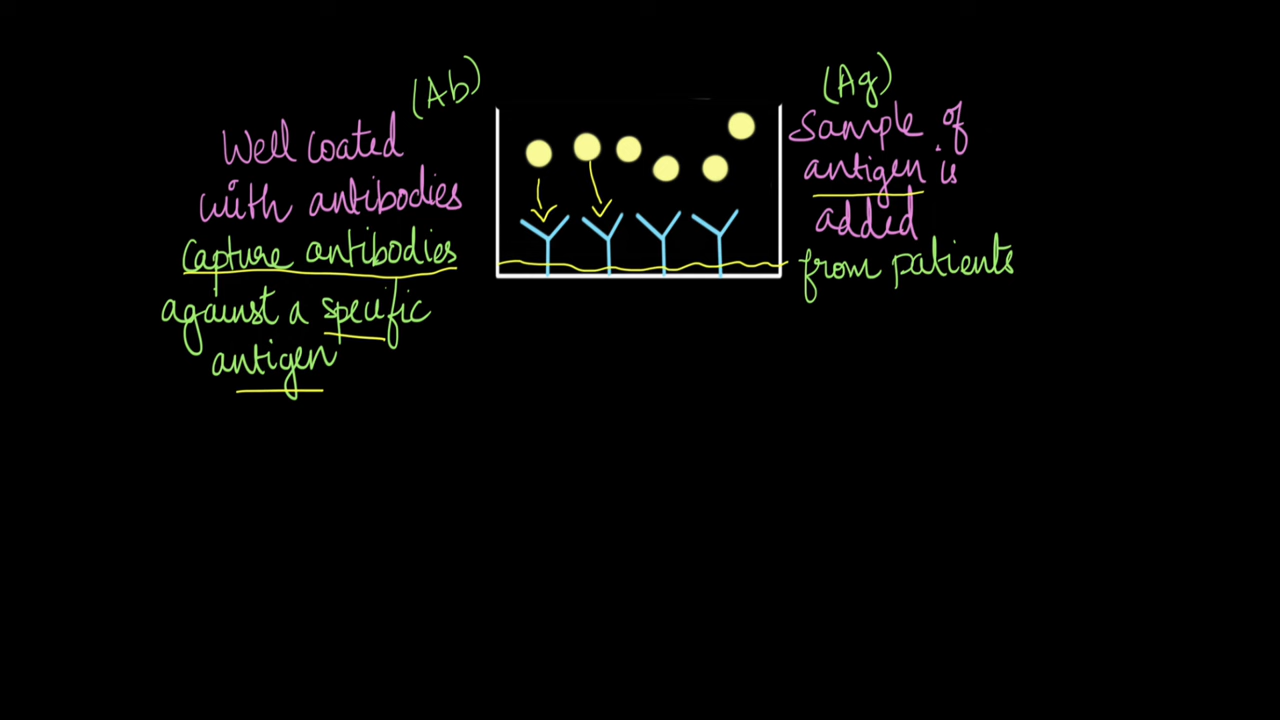 (Ab)
Well coated
with antibodies
capture antibodies
against a specific
antigen
(Ag)
Sample of
antigen is
added
from patients